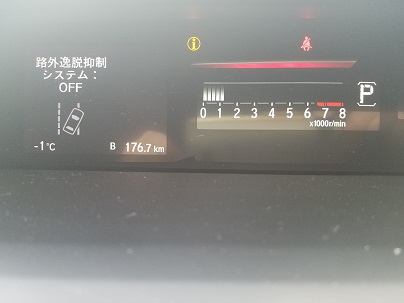 路外逸脱抑制
システム：
OFF
-1℃
B 176.7 km
0 1 2 3 4 5 6 7 8
x1000r/min
P